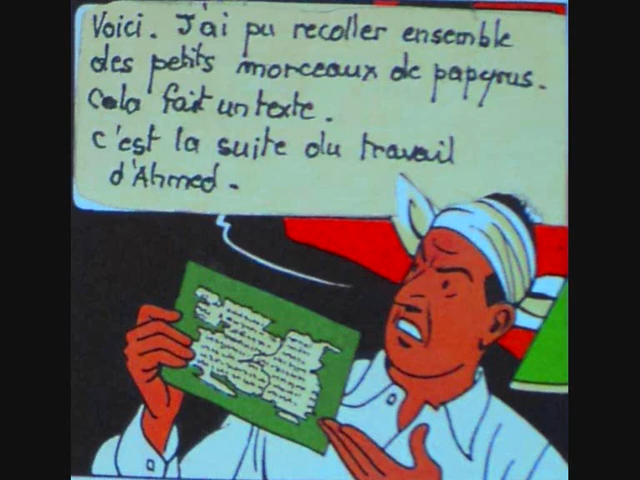 Voici. J'ai pu recoller ensemble
des petits morceaux de papyrus.
Cela fait un texte.
c'est la suite du travail
d'Ahmed.